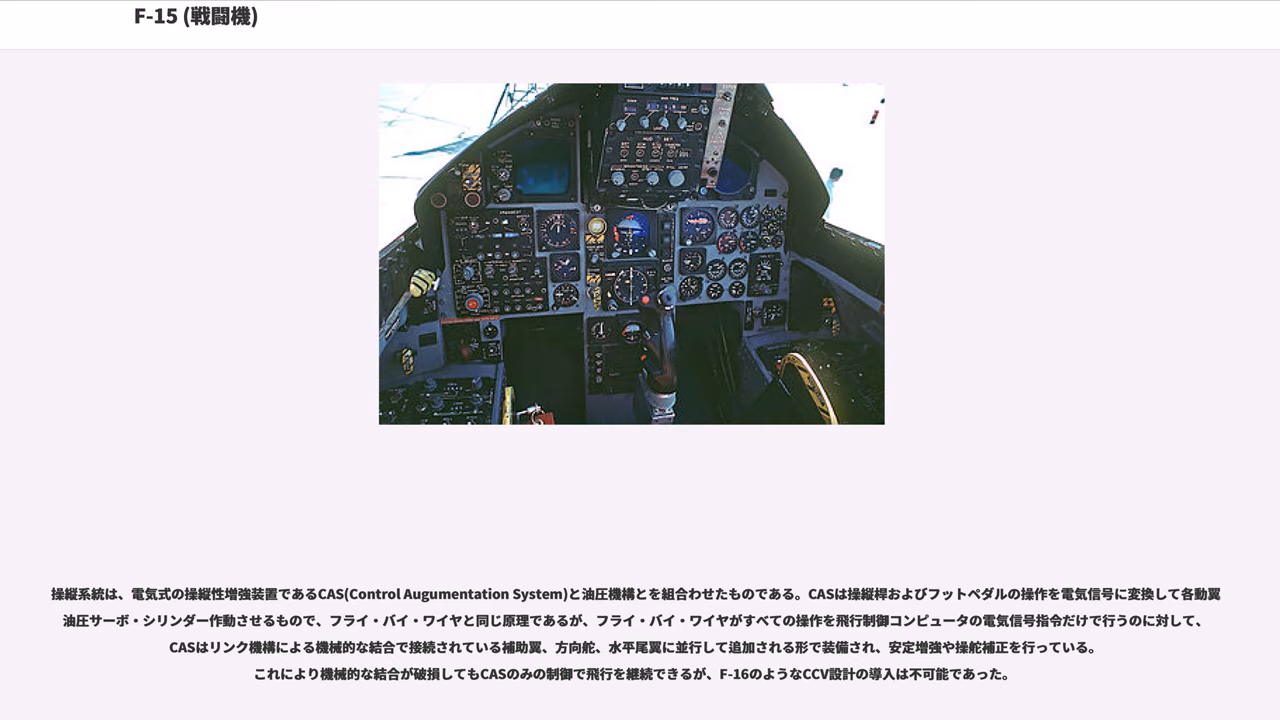 F-15 (戦闘機)
操縦系統は、電気式の操縦性増強装置であるCAS(Control Augumentation System)と油圧機構とを組合わせたものである。CASは操縦桿およびフットペダルの操作を電気信号に変換して各動翼
油圧サーボ・シリンダー作動させるもので、フライ・バイ・ワイヤと同じ原理であるが、フライ・バイ・ワイヤがすべての操作を飛行制御コンピュータの電気信号指令だけで行うのに対して、
CASはリンク機構による機械的な結合で接続されている補助翼、方向舵、水平尾翼に並行して追加される形で装備され、安定増強や操舵補正を行っている。
これにより機械的な結合が破損してもCASのみの制御で飛行を継続できるが、F-16のようなCCV設計の導入は不可能であった。